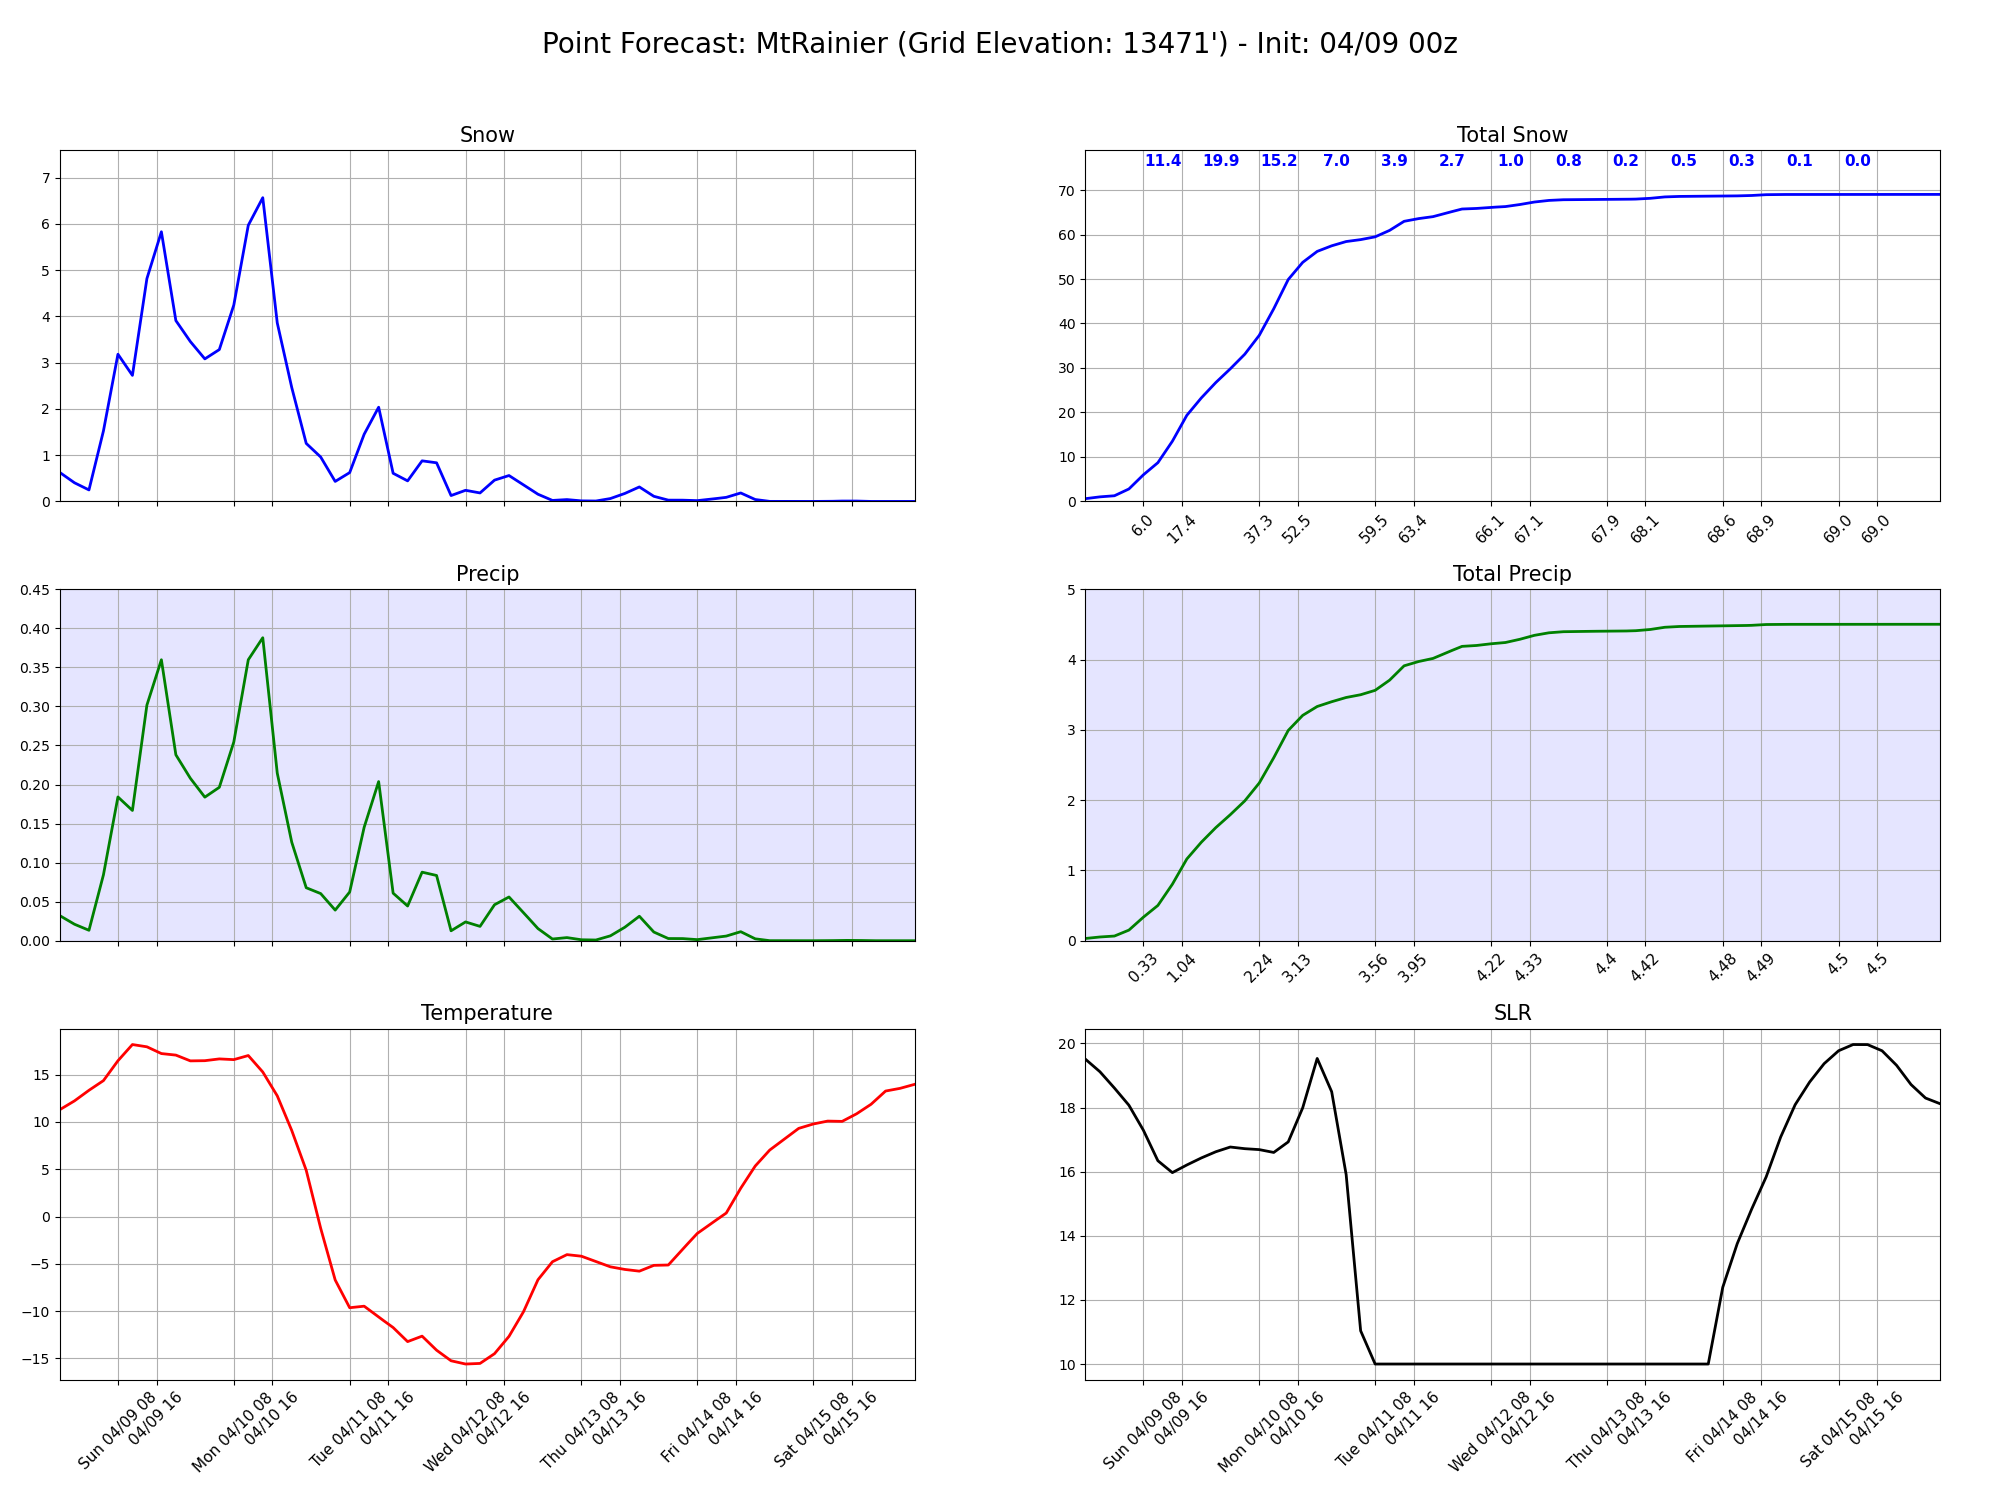 Point Forecast: MtRainier (Grid Elevation: 13471') - Init: 04/09 00z
Snow
7
6
5
4
3
2
1
0
Total Snow
11.4 19.9 15.2 7.0 3.9 2.7 1.0 0.8 0.2 0.5 0.3 0.1 0.0
70
60
50
40
30
20
10
0
6.0 17.4 37.3 52.5 59.5 63.4 66.1 67.1 67.9 68.1 68.6 68.9 69.0 69.0
Precip
0.45
0.40
0.35
0.30
0.25
0.20
0.15
0.10
0.05
0.00
Total Precip
5
4
3
2
1
0
0.33 1.04 2.24 3.13 3.56 3.95 4.22 4.33 4.4 4.42 4.48 4.49 4.5 4.5
Temperature
15
10
5
0
−5
−10
−15
Sun 04/09 08
04/09 16
Mon 04/10 08
04/10 16
Tue 04/11 08
04/11 16
Wed 04/12 08
04/12 16
Thu 04/13 08
04/13 16
Fri 04/14 08
04/14 16
Sat 04/15 08
04/15 16
SLR
20
18
16
14
12
10
Sun 04/09 08
04/09 16
Mon 04/10 08
04/10 16
Tue 04/11 08
04/11 16
Wed 04/12 08
04/12 16
Thu 04/13 08
04/13 16
Fri 04/14 08
04/14 16
Sat 04/15 08
04/15 16